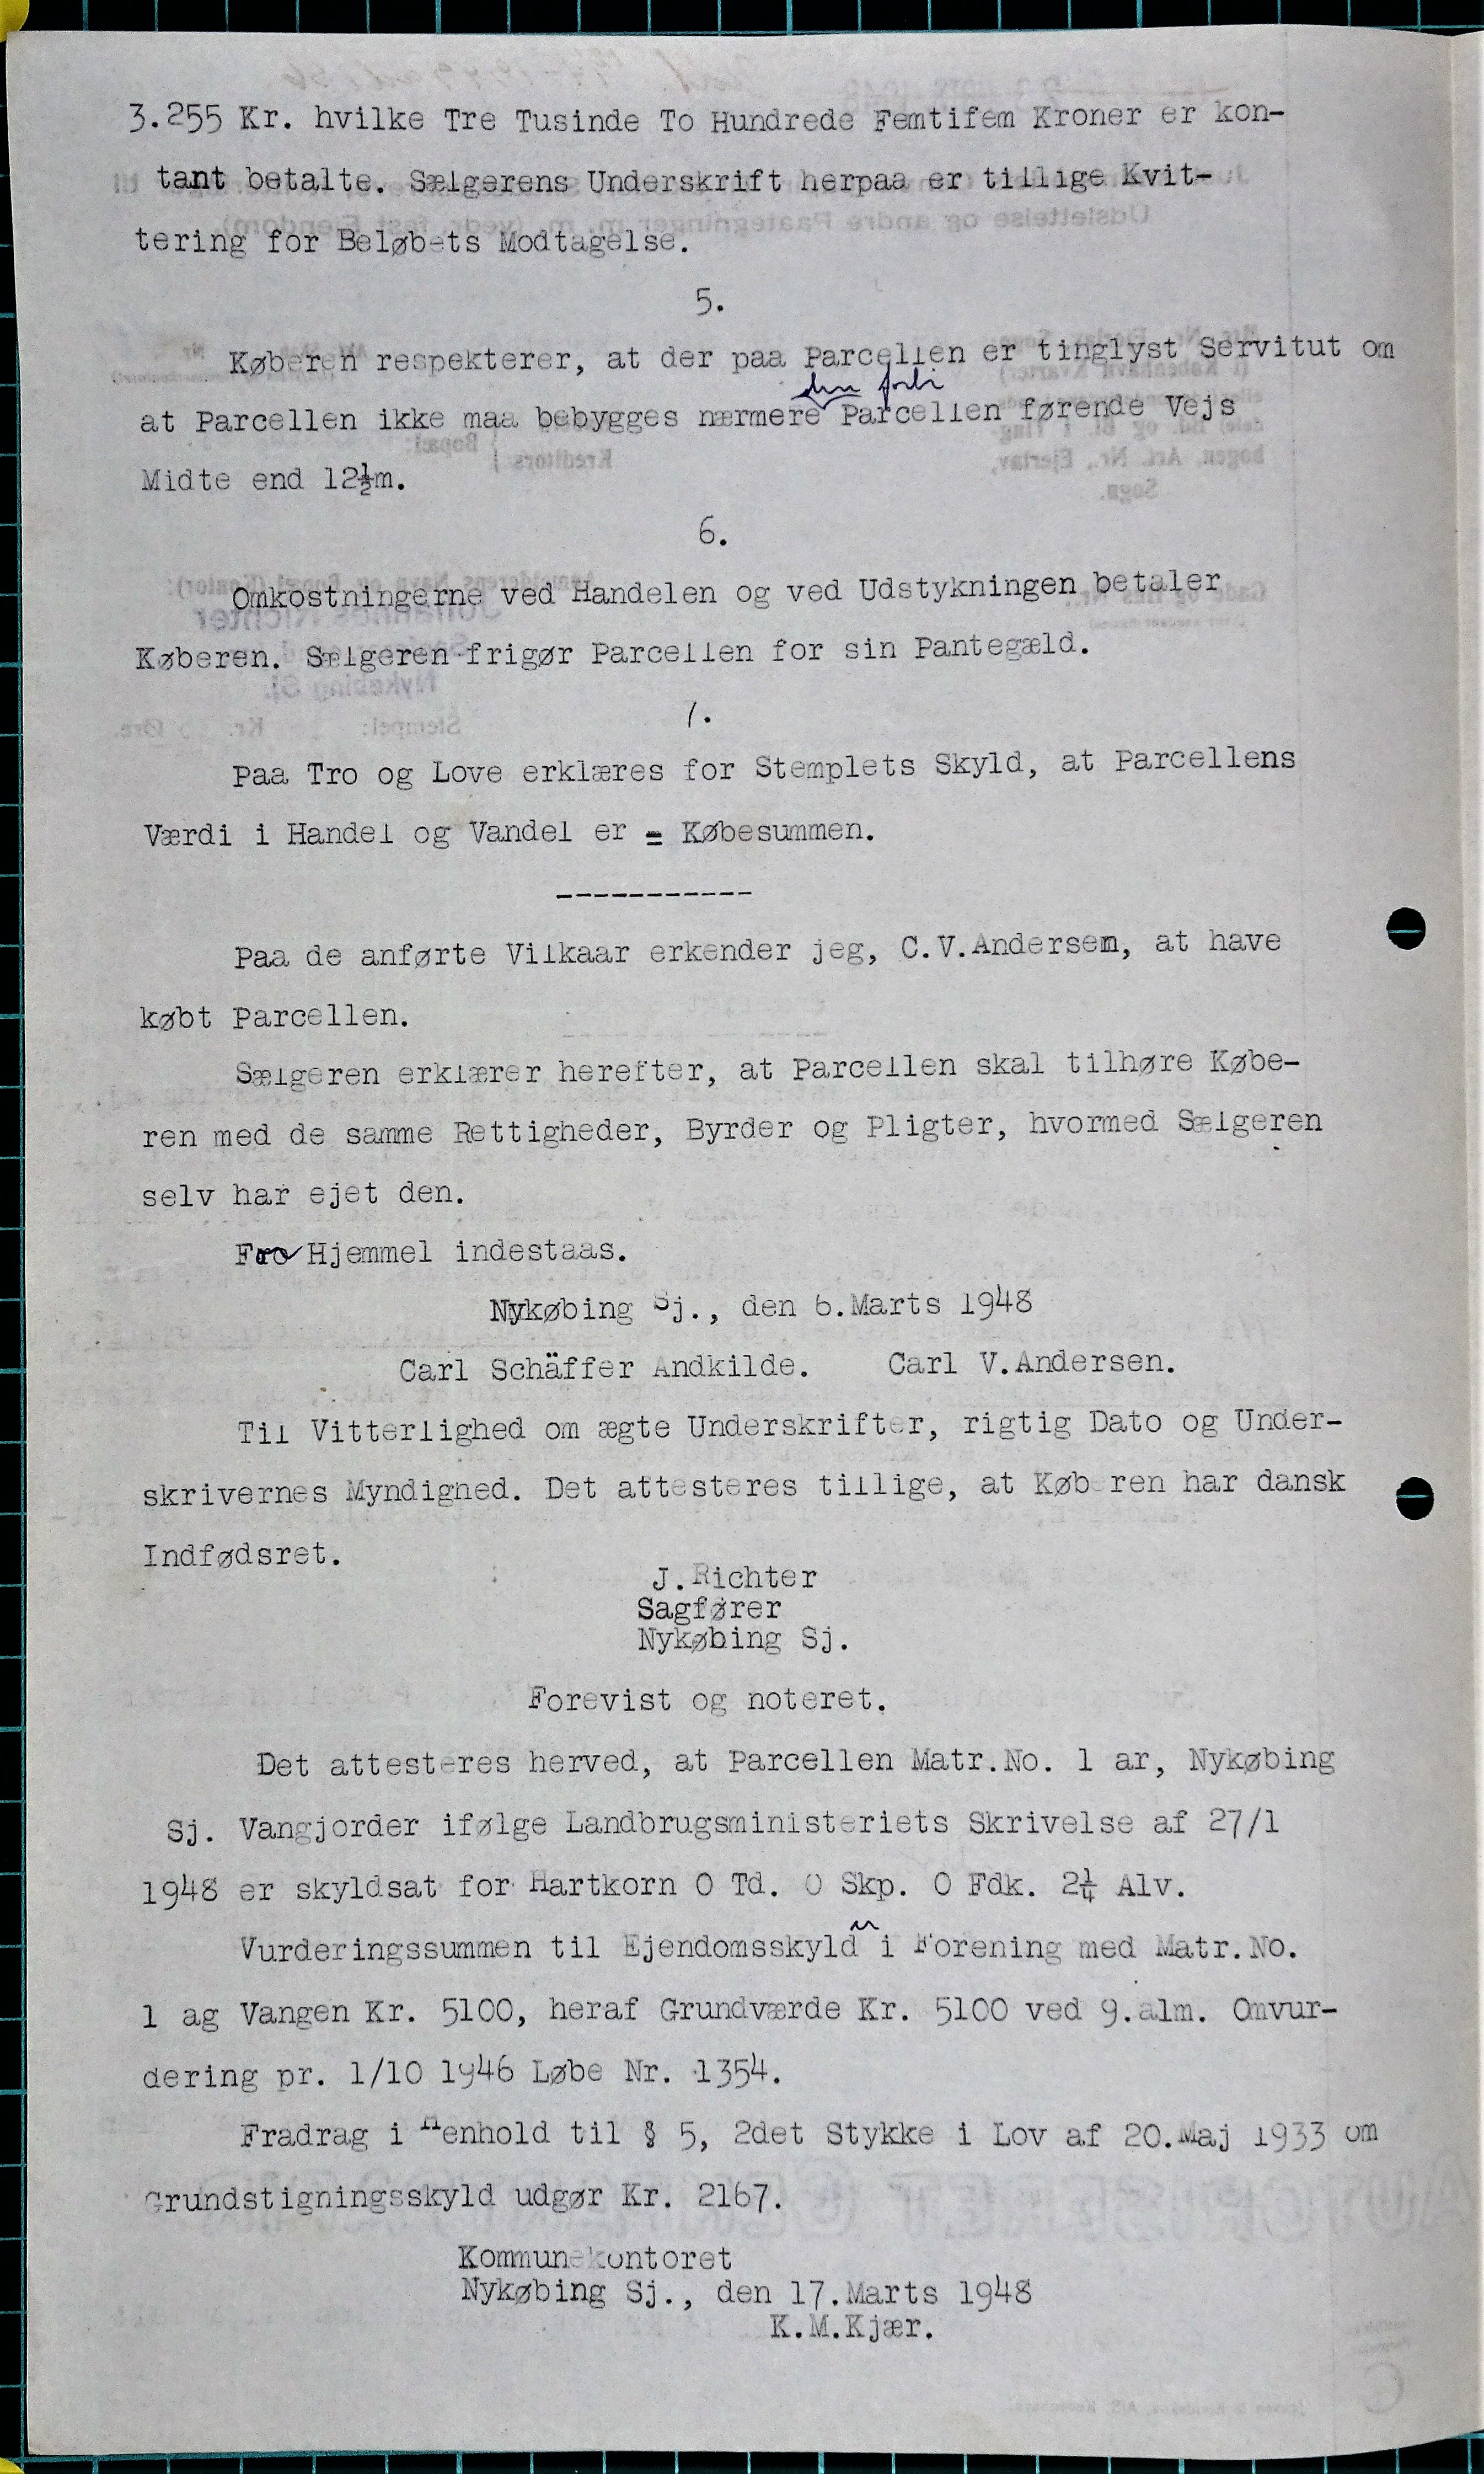 3.255 Kr. hvilke Tre Tusinde To Hundrede Femtifem Kroner er kon-
tant betalte. Sælgerens Underskrift herpaa er tillige Kvit-
tering for Beløbets Modtagelse.
5.
Køberen respekterer, at der paa Parcellen er tinglyst Servitut om
den forbi
at Parcellen ikke maa bebygges nærmere Parcellen førende Vejs
Midte end 12½m.
6.
Omkostningerne ved Handelen og ved Udstykningen betaler
Køberen. Sælgeren frigør Parcellen for sin Pantegæld.
7.
Paa Tro og Love erklæres for Stemplets Skyld, at Parcellens
Værdi i Handel og Vandel er = Købesummen.
-----------
Paa de anførte Vilkaar erkender jeg, C.V.Andersen, at have
købt Parcellen.
Sælgeren erklærer herefter, at Parcellen skal tilhøre Købe-
ren med de samme Rettigheder, Byrder og Pligter, hvormed Sælgeren
selv har ejet den.
For Hjemmel indestaas.
Nykøbing Sj., den 6.Marts 1948
Carl Schäffer Andkilde. Carl V.Andersen.
Til Vitterlighed om ægte Underskrifter, rigtig Dato og Under-
skrivernes Myndighed. Det attesteres tillige, at Køberen har dansk
Indfødsret.
J.Richter
Sagfører
Nykøbing Sj.
Forevist og noteret.
Det attesteres herved, at Parcellen Matr.No. 1 ar, Nykøbing
Sj. Vangjorder ifølge Landbrugsministeriets Skrivelse af 27/1
1948 er skyldsat for Hartkorn 0 Td. 0 Skp. 0 Fdk. 2¼ Alv.
Vurderingssummen til Ejendomsskyld i Forening med Matr.No.
1 ag Vangen Kr. 5100, heraf Grundværde Kr. 5100 ved 9.alm. Omvur-
dering pr. 1/10 1946 Løbe Nr. 1354.
Fradrag i Henhold til § 5, 2det Stykke i Lov af 20.Maj 1933 om
Grundstigningsskyld udgør Kr. 2167.
Kommunekontoret
Nykøbing Sj., den 17.Marts 1948
K.M.Kjær.